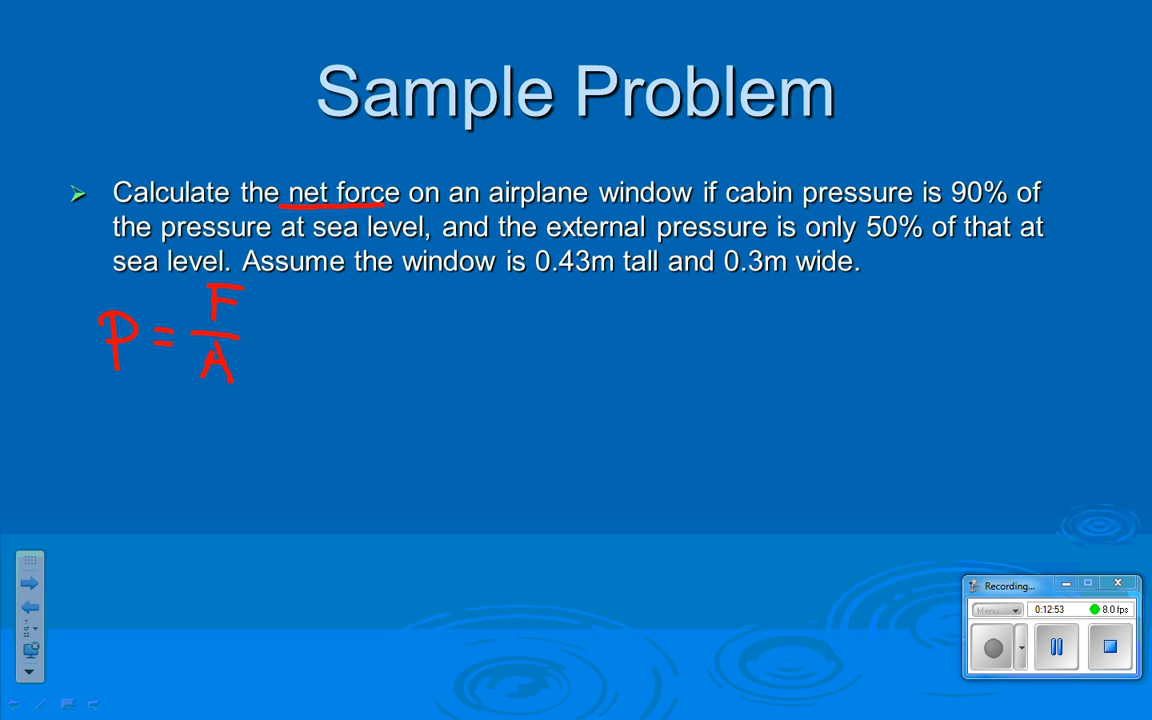 Sample Problem
Calculate the net force on an airplane window if cabin pressure is 90% of
the pressure at sea level, and the external pressure is only 50% of that at
sea level. Assume the window is 0.43m tall and 0.3m wide.
P = F
A
Recording...
Menu
0:12:53
8.0 fps